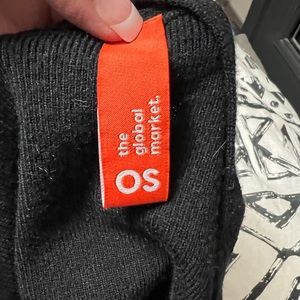 the
global
market.
OS